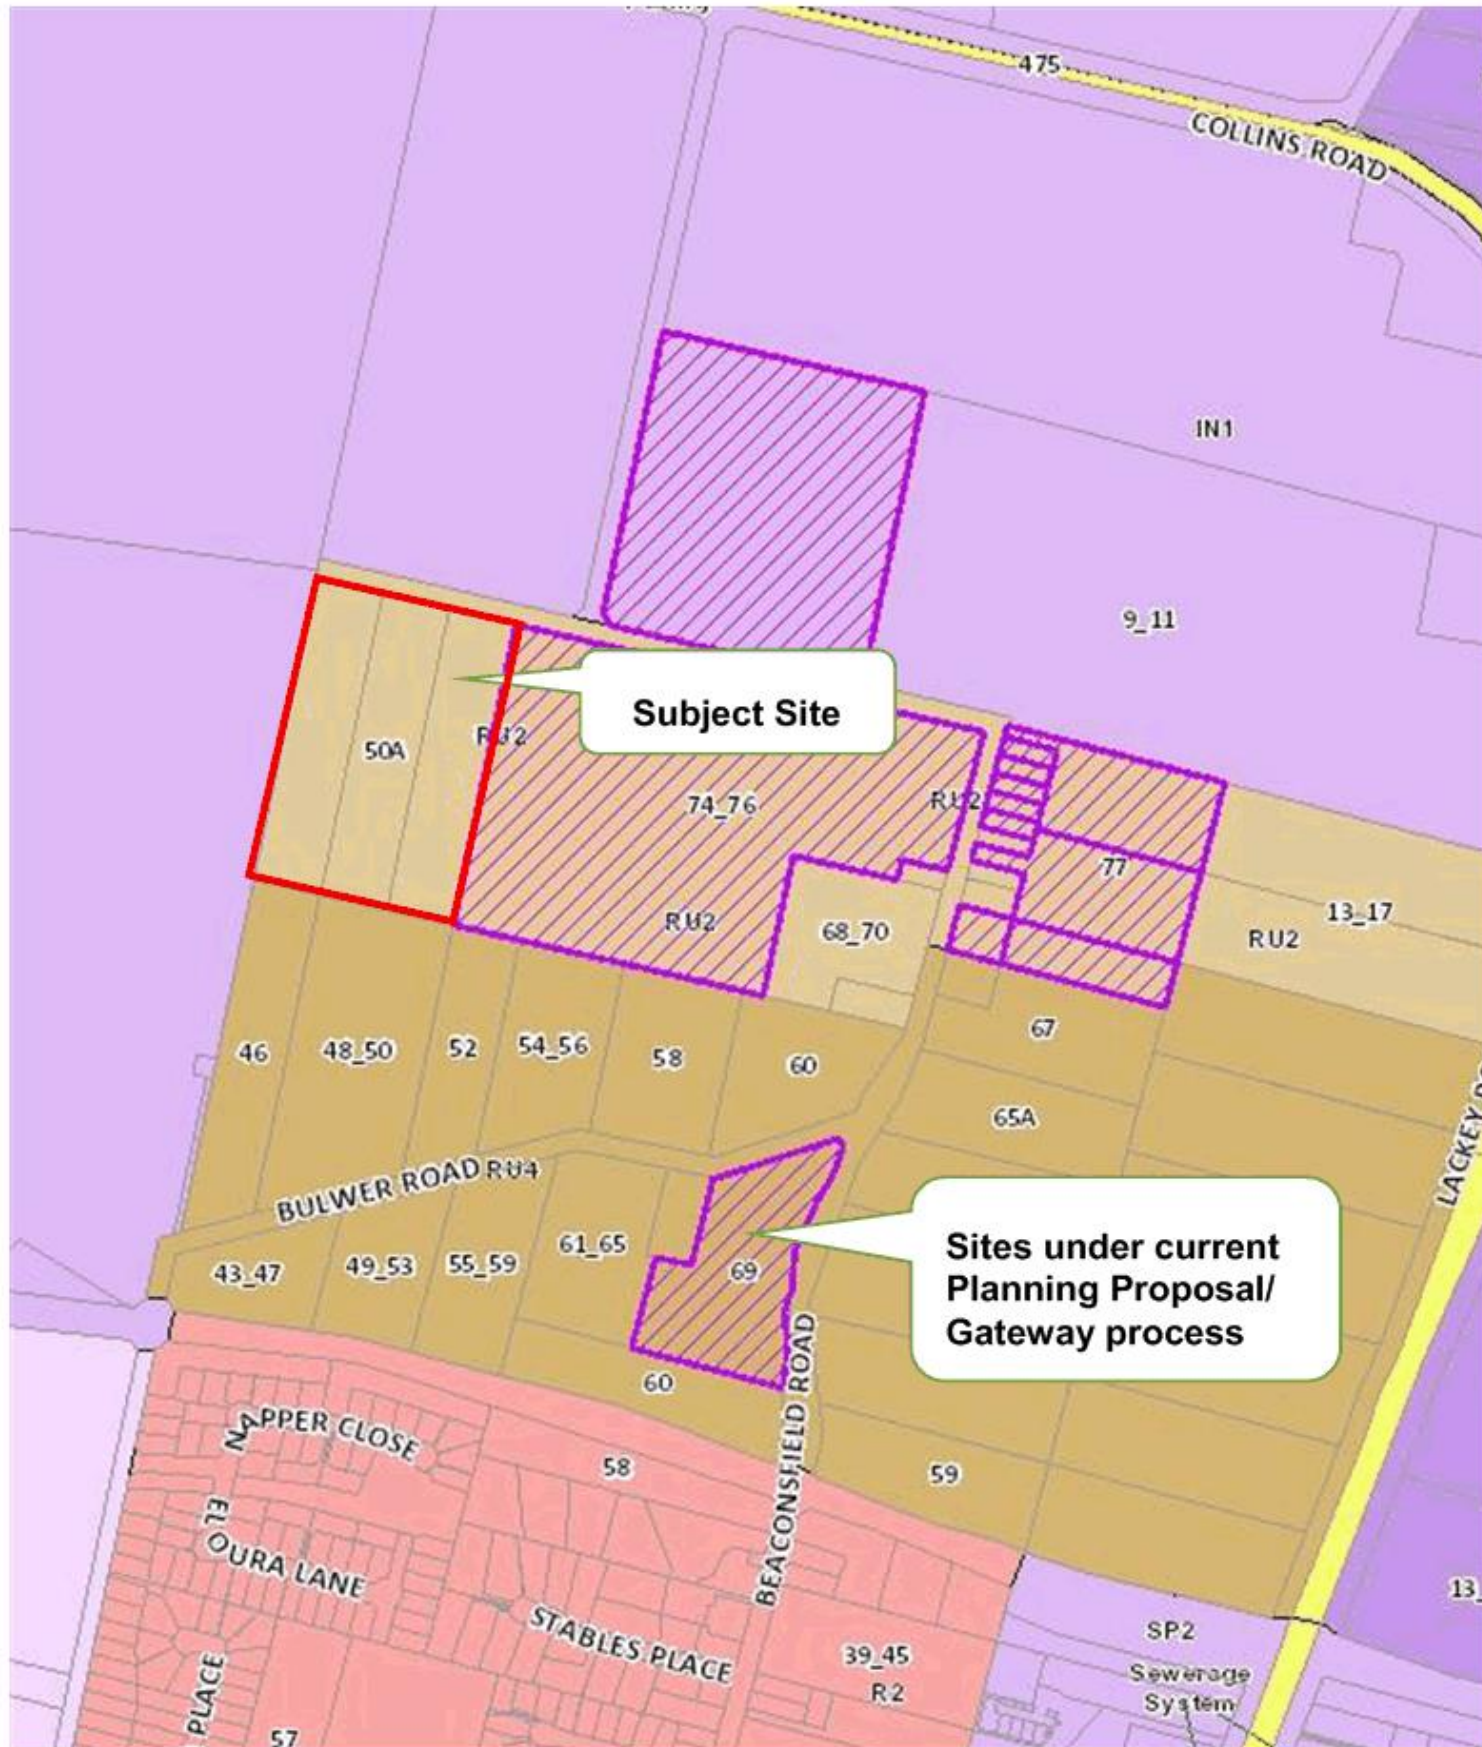 475
COLLINS ROAD
IN1
9_11
Subject Site
RU2
50A
74_76
RU2
77
13_17
RU2
RU2
68_70
67
46
48_50
52
54_56
58
60
65A
LACKEY
BULWER ROAD
RU4
Sites under current
Planning Proposal/
Gateway process
61_65
43_47
49_53
55_59
69
60
BEACONSFIELD ROAD
NAPPER CLOSE
58
59
EL OURA LANE
STABLES PLACE
13_
SP2
Sewerage
System
39_45
R2
PLACE
57